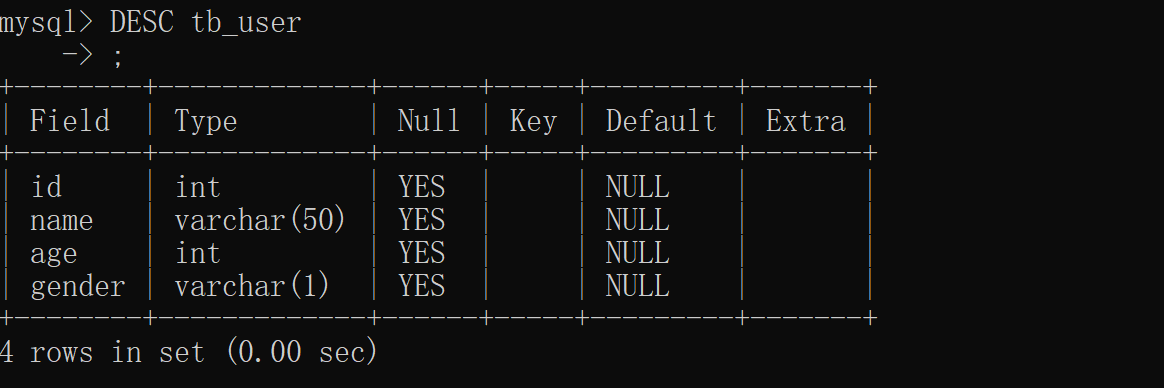 mysql> DESC tb_user
    -> ;
+--------+-------------+------+-----+---------+-------+
| Field  | Type        | Null | Key | Default | Extra |
+--------+-------------+------+-----+---------+-------+
| id     | int         | YES  |     | NULL    |       |
| name   | varchar(50) | YES  |     | NULL    |       |
| age    | int         | YES  |     | NULL    |       |
| gender | varchar(1)  | YES  |     | NULL    |       |
+--------+-------------+------+-----+---------+-------+
4 rows in set (0.00 sec)